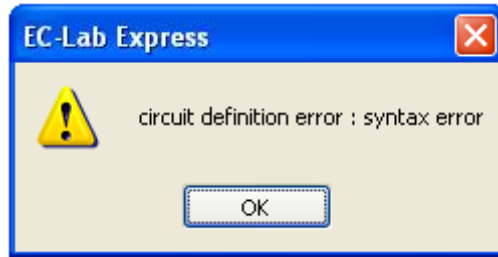 EC-Lab Express
circuit definition error : syntax error
OK